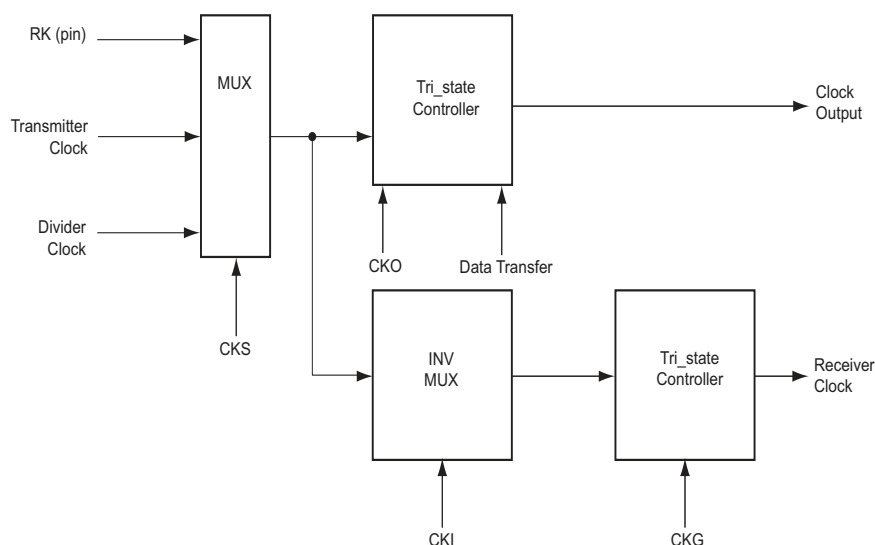 RK (pin)
MUX
Tri_state
Controller
Clock
Output
Transmitter
Clock
Divider
Clock
CKO
Data Transfer
CKS
INV
MUX
Tri_state
Controller
Receiver
Clock
CKI
CKG